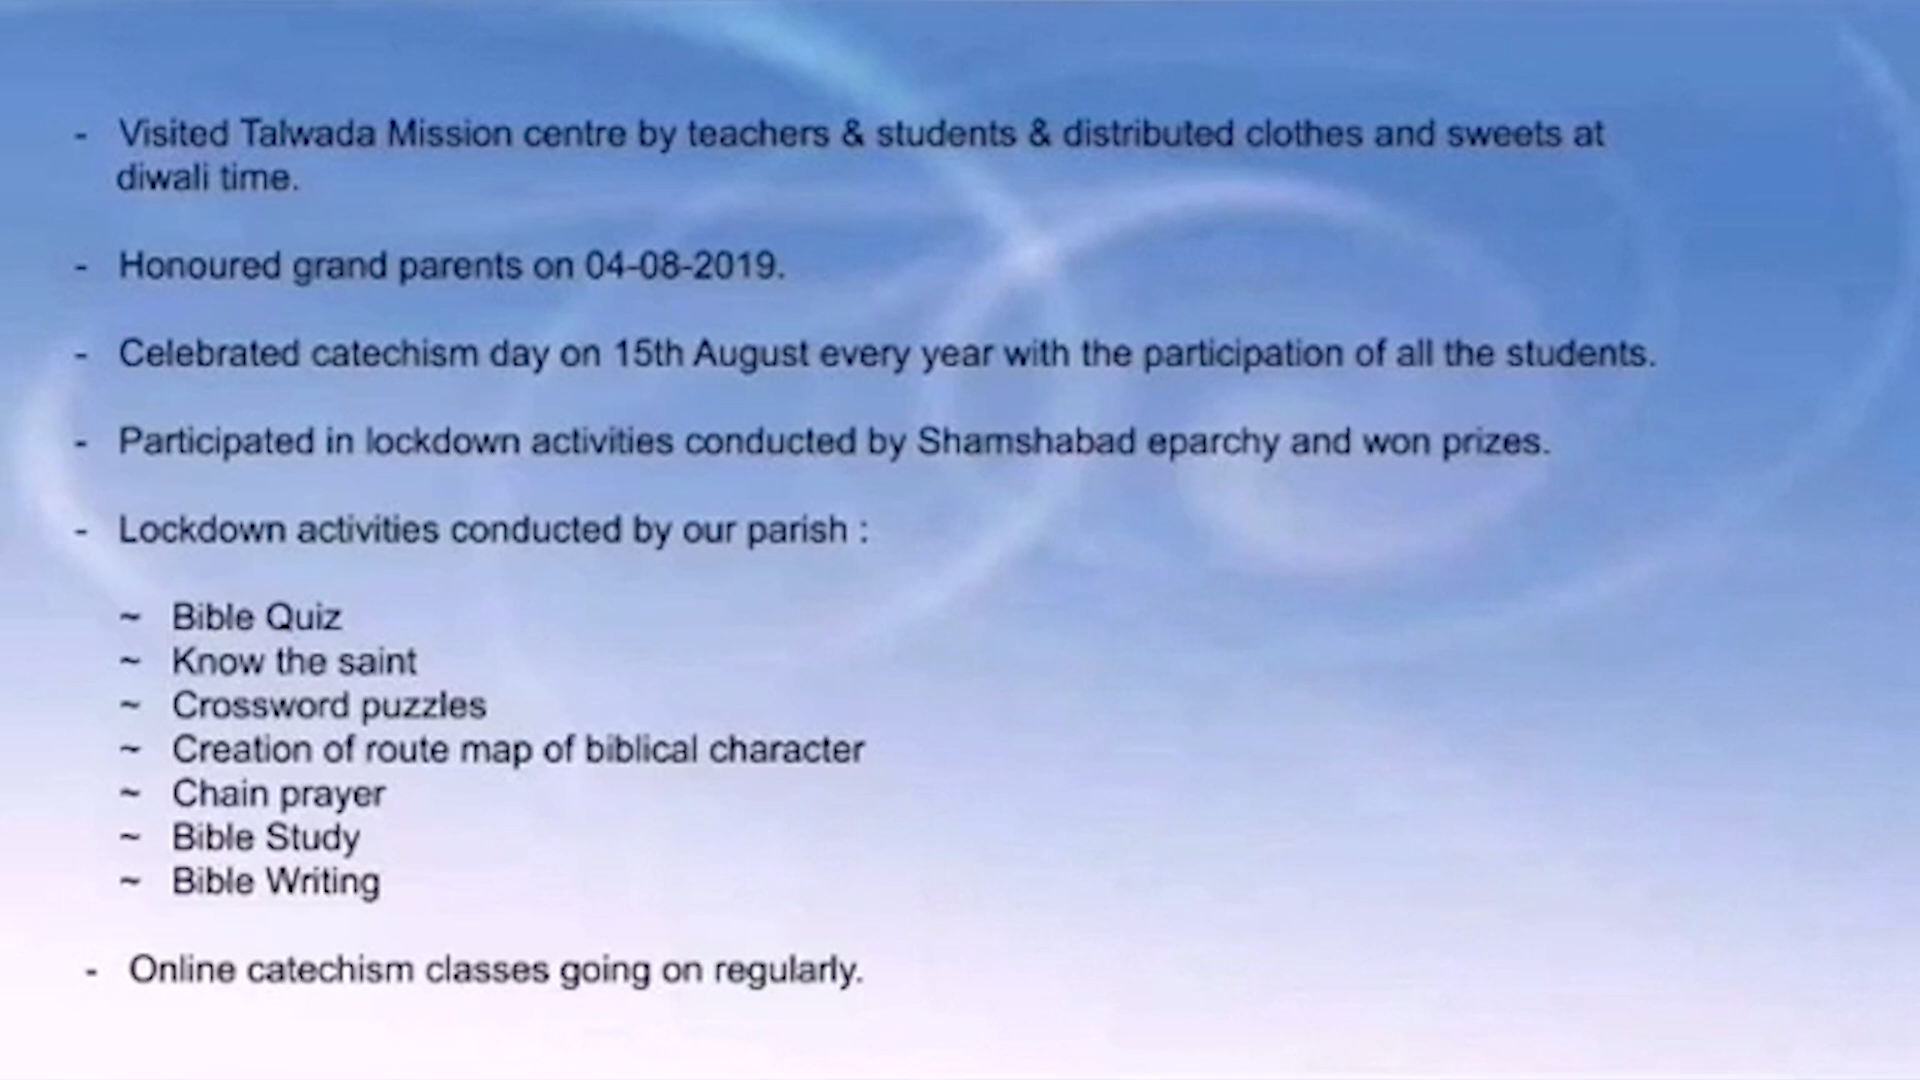 - Visited Talwada Mission centre by teachers & students & distributed clothes and sweets at
diwali time.
- Honoured grand parents on 04-08-2019.
- Celebrated catechism day on 15th August every year with the participation of all the students.
- Participated in lockdown activities conducted by Shamshabad eparchy and won prizes.
- Lockdown activities conducted by our parish :
~ Bible Quiz
~ Know the saint
~ Crossword puzzles
~ Creation of route map of biblical character
~ Chain prayer
~ Bible Study
~ Bible Writing
- Online catechism classes going on regularly.